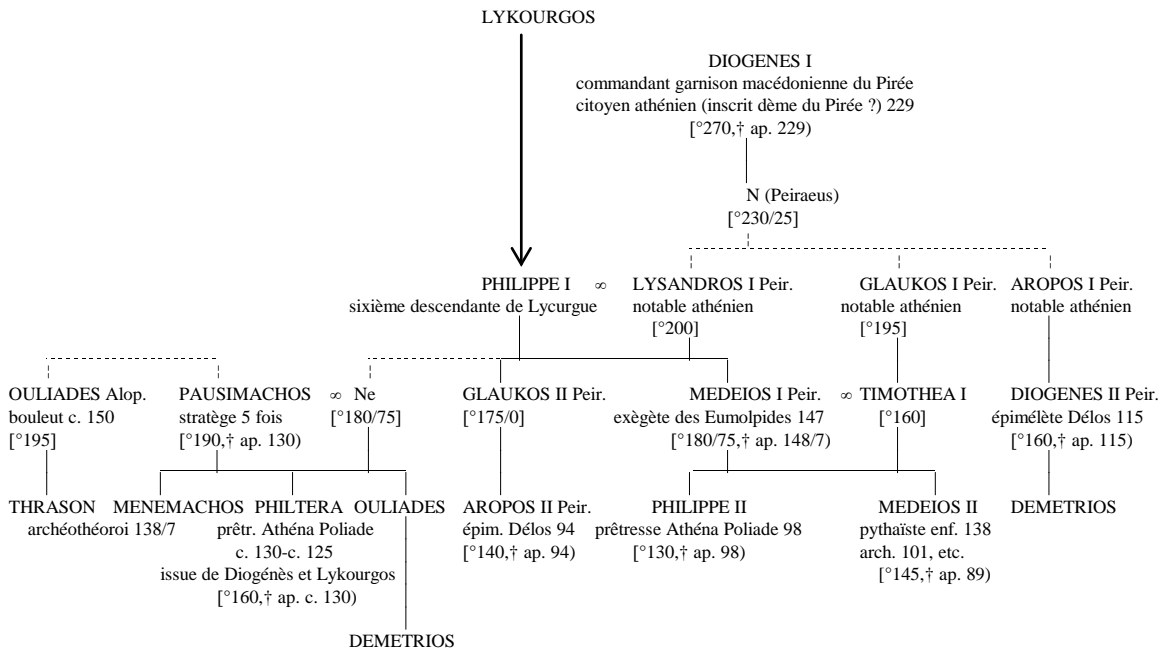 LYKOURGOS
DIOGENES I
commandant garnison macédonienne du Pirée
citoyen athénien (inscrit dème du Pirée ?) 229
[°270,† ap. 229)
N (Peiraeus)
[°230/25]
PHILIPPE I ∞ LYSANDROS I Peir. GLAUKOS I Peir. AROPOS I Peir.
sixième descendante de Lycurgue notable athénien notable athénien notable athénien
[°200] [°195]
OULIADES Alop. PAUSIMACHOS ∞ Ne GLAUKOS II Peir. MEDEIOS I Peir. ∞ TIMOTHEA I DIOGENES II Peir.
bouleut c. 150 stratège 5 fois [°180/75] [°175/0] exègète des Eumolpides 147 [°160] épimélète Délos 115
[°195] [°190,† ap. 130) [°180/75,† ap. 148/7) [°160,† ap. 115)
THRASON MENEMACHOS PHILTERA OULIADES AROPOS II Peir. PHILIPPE II MEDEIOS II DEMETRIOS
archéothéoroi 138/7 prêtr. Athéna Poliade épim. Délos 94 prêtresse Athéna Poliade 98 pythaïste enf. 138
c. 130-c. 125 [°140,† ap. 94) [°130,† ap. 98) arch. 101, etc.
issue de Diogénès et Lykourgos [°145,† ap. 89)
[°160,† ap. c. 130)
DEMETRIOS